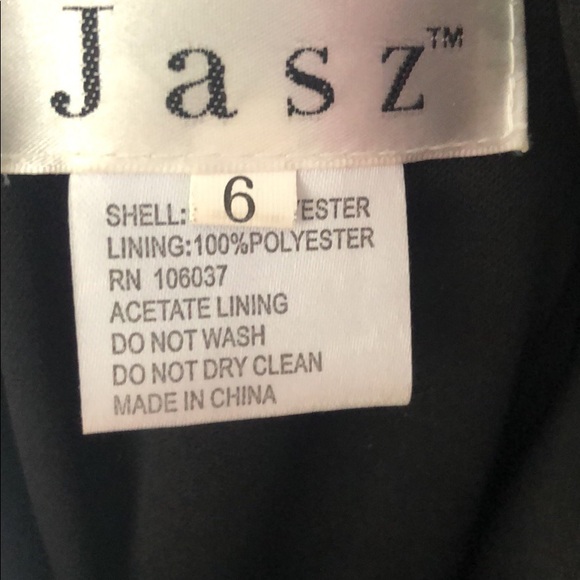 Jasz™
6
SHELL: YESTER
LINING:100%POLYESTER
RN 106037
ACETATE LINING
DO NOT WASH
DO NOT DRY CLEAN
MADE IN CHINA